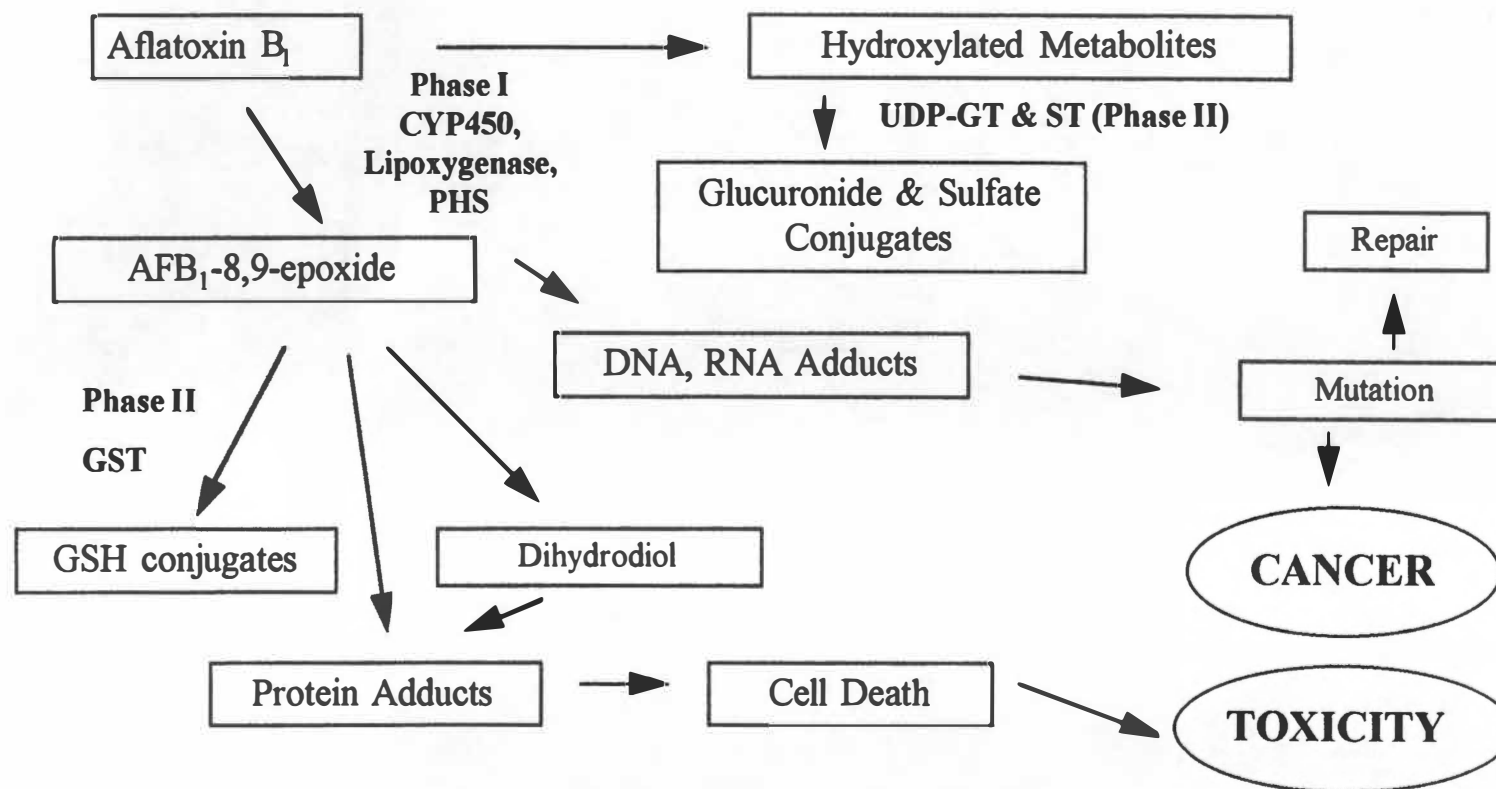 Aflatoxin B₁
Hydroxylated Metabolites
Phase I
CYP450,
Lipoxygenase,
PHS
UDP-GT & ST (Phase II)
Glucuronide & Sulfate
Conjugates
Repair
AFB₁-8,9-epoxide
DNA, RNA Adducts
Mutation
Phase II
GST
GSH conjugates
Dihydrodiol
CANCER
Protein Adducts
Cell Death
TOXICITY